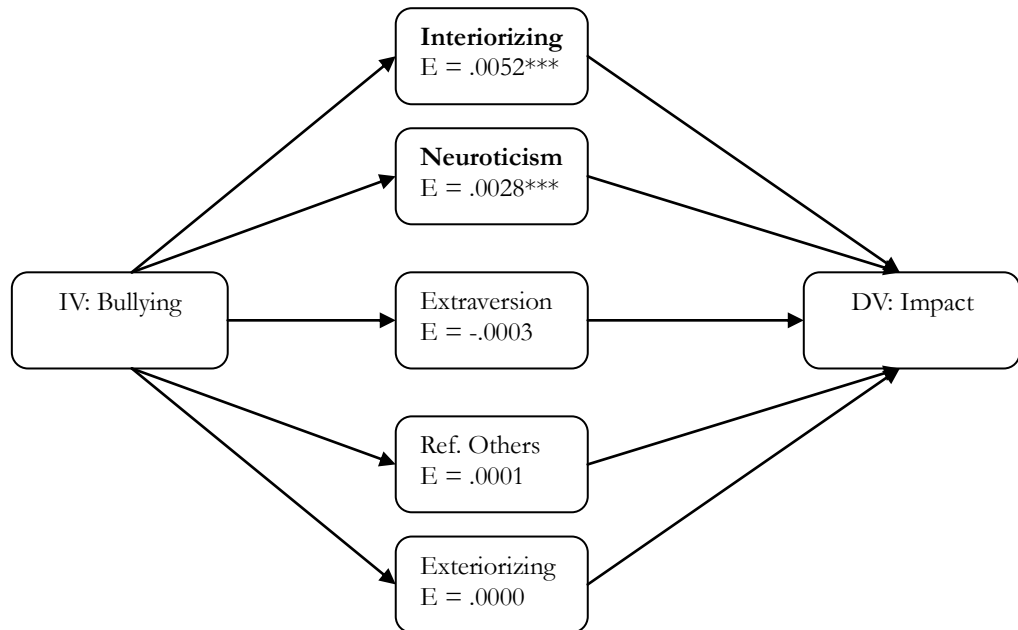 Interiorizing
E = .0052***
Neuroticism
E = .0028***
IV: Bullying
Extraversion
E = -.0003
DV: Impact
Ref. Others
E = .0001
Exteriorizing
E = .0000